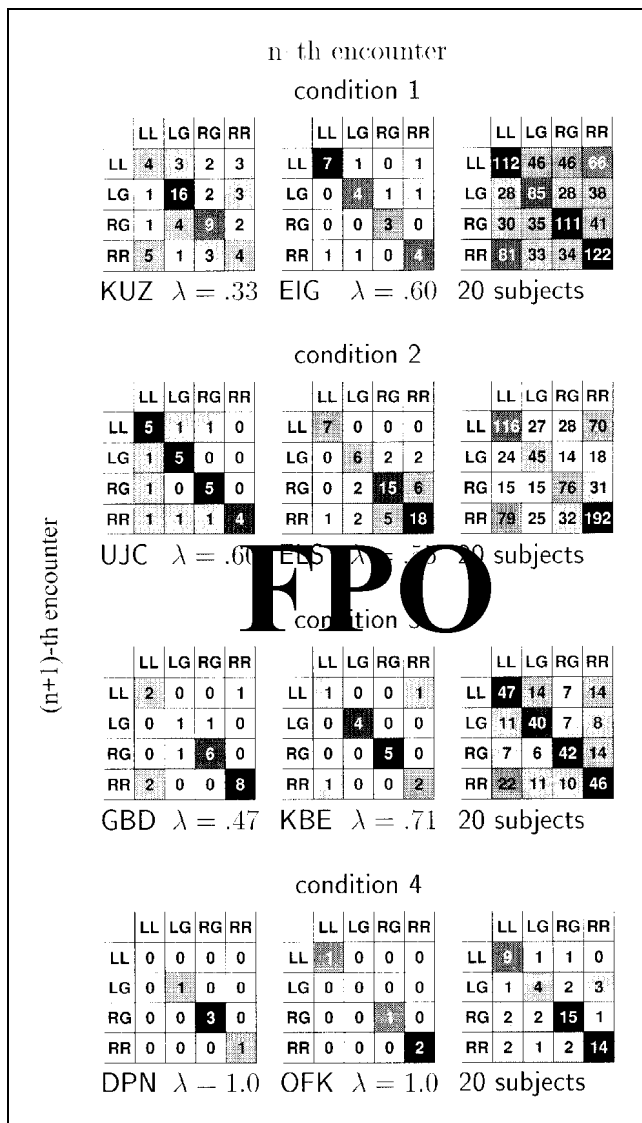 n-th encounter
condition 1
LL LG RG RR LL LG RG RR LL LG RG RR
LL 4 3 2 3 LL 7 1 0 1 LL 112 46 46 66
LG 1 16 2 3 LG 0 4 1 1 LG 28 85 28 38
RG 1 4 9 2 RG 0 0 3 0 RG 30 35 111 41
RR 5 1 3 4 RR 1 1 0 4 RR 81 33 34 122
KUZ λ = .33 EIG λ = .60 20 subjects
condition 2
LL LG RG RR LL LG RG RR LL LG RG RR
LL 5 1 1 0 LL 7 0 0 0 LL 116 27 28 70
LG 1 5 0 0 LG 0 6 2 2 LG 24 45 14 18
RG 1 0 5 0 RG 0 2 15 6 RG 15 15 76 31
RR 1 1 1 4 RR 1 2 5 18 RR 79 25 32 192
UJC λ = .60 ELS λ = 20 subjects
FPO
condition 3
(n+1)-th encounter
LL LG RG RR LL LG RG RR LL LG RG RR
LL 2 0 0 1 LL 1 0 0 1 LL 47 14 7 14
LG 0 1 1 0 LG 0 4 0 0 LG 11 40 7 8
RG 0 1 6 0 RG 0 0 5 0 RG 7 6 42 14
RR 2 0 0 8 RR 1 0 0 2 RR 22 11 10 46
GBD λ = .47 KBE λ = .71 20 subjects
condition 4
LL LG RG RR LL LG RG RR LL LG RG RR
LL 0 0 0 0 LL 1 0 0 0 LL 9 1 1 0
LG 0 1 0 0 LG 0 0 0 0 LG 1 4 2 3
RG 0 0 3 0 RG 0 0 1 0 RG 2 2 15 1
RR 0 0 0 1 RR 0 0 0 2 RR 2 1 2 14
DPN λ = 1.0 OFK λ = 1.0 20 subjects